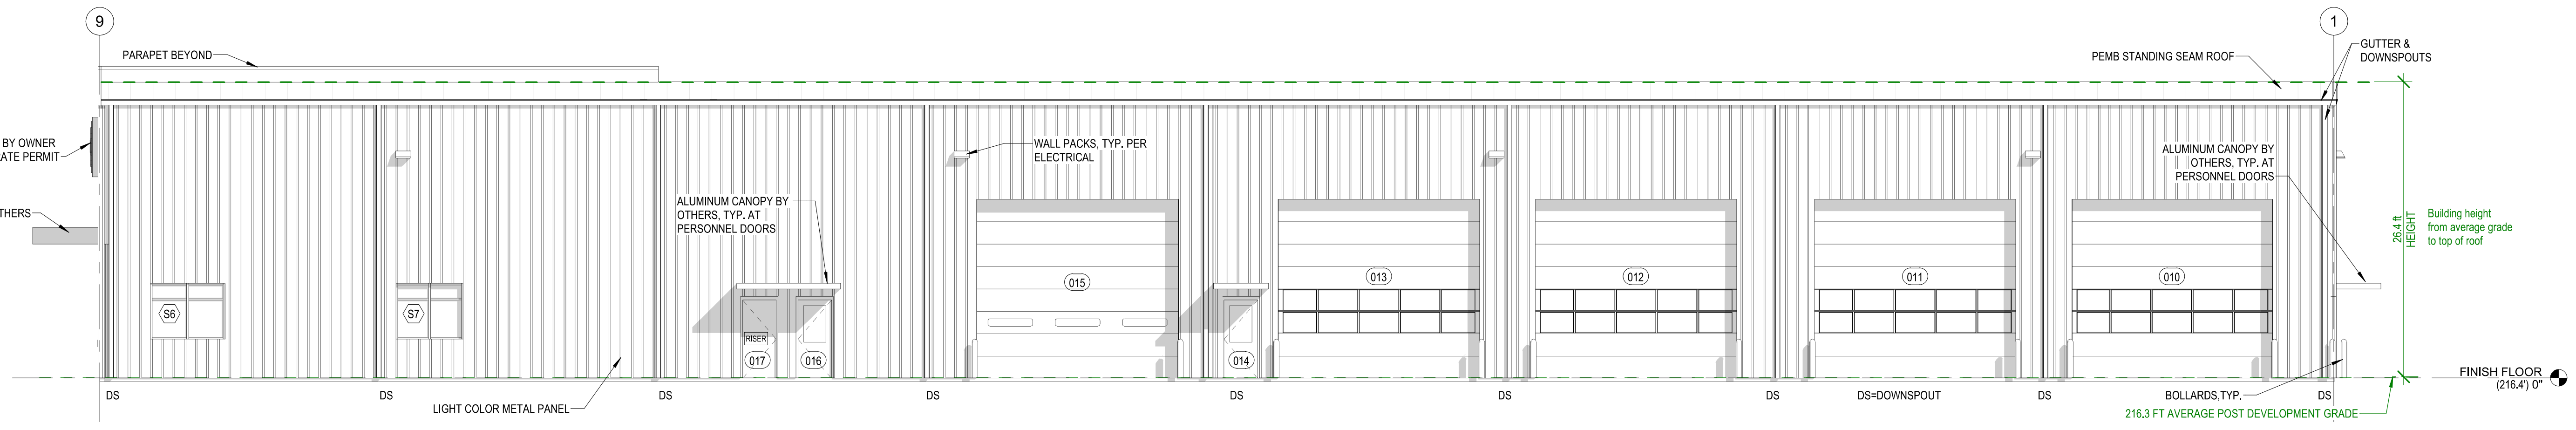 9
1
PARAPET BEYOND
PEMB STANDING SEAM ROOF
GUTTER &
DOWNSPOUTS
BY OWNER
ATE PERMIT
WALL PACKS, TYP. PER
ELECTRICAL
ALUMINUM CANOPY BY
OTHERS, TYP. AT
PERSONNEL DOORS
THERS
ALUMINUM CANOPY BY
OTHERS, TYP. AT
PERSONNEL DOORS
26.4 ft
HEIGHT
Building height
from average grade
to top of roof
S6
S7
RISER
017
016
015
014
013
012
011
010
FINISH FLOOR
(216.4') 0"
DS
DS
DS
DS
DS
DS
DS
DS=DOWNSPOUT
DS
BOLLARDS,TYP.
DS
LIGHT COLOR METAL PANEL
216.3 FT AVERAGE POST DEVELOPMENT GRADE